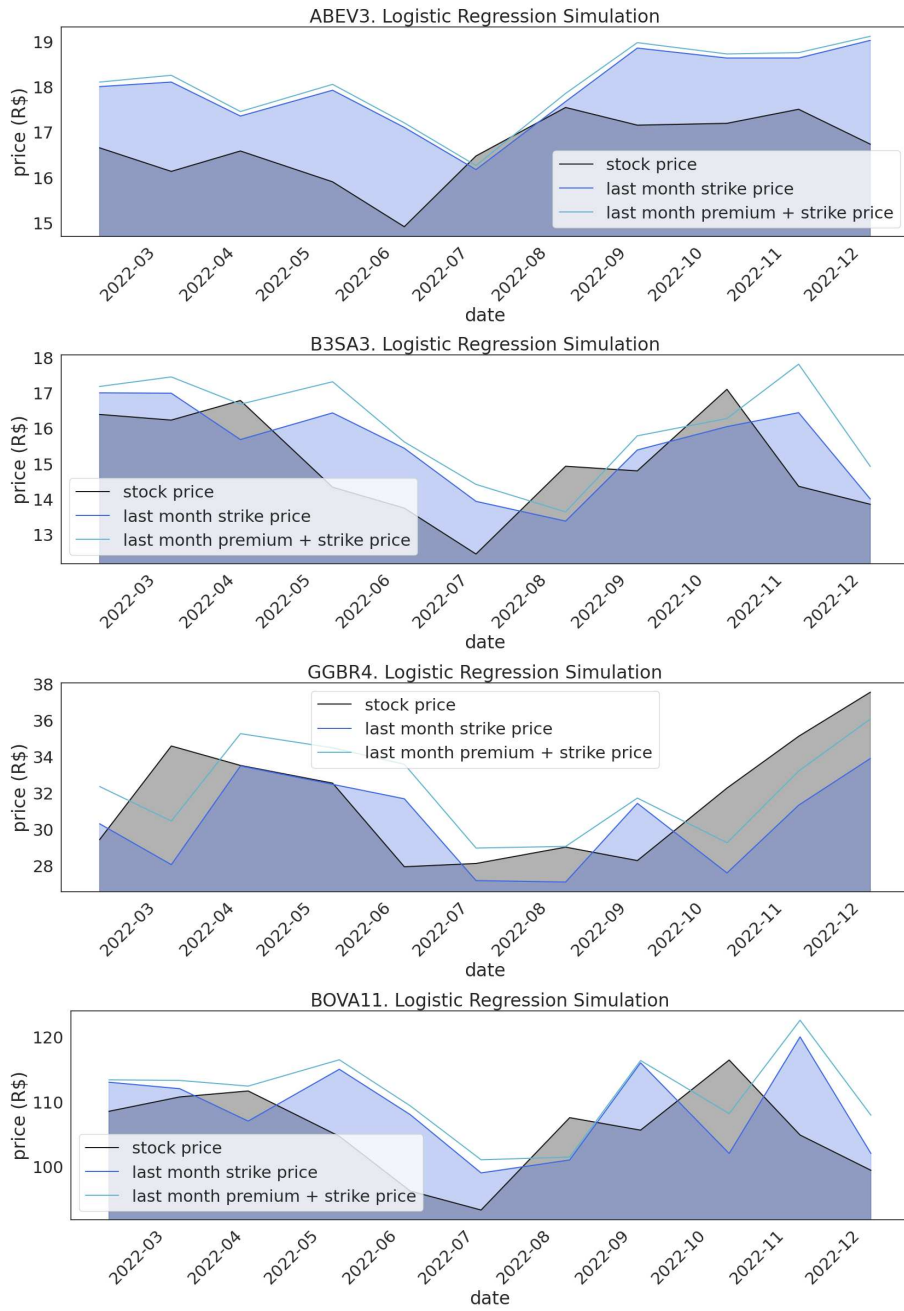 ABEV3. Logistic Regression Simulation
19
18
17
16
15
price (R$)
stock price
last month strike price
last month premium + strike price
2022-03
2022-04
2022-05
2022-06
2022-07
2022-08
2022-09
2022-10
2022-11
2022-12
date
B3SA3. Logistic Regression Simulation
18
17
16
15
14
13
price (R$)
stock price
last month strike price
last month premium + strike price
2022-03
2022-04
2022-05
2022-06
2022-07
2022-08
2022-09
2022-10
2022-11
2022-12
date
GGBR4. Logistic Regression Simulation
38
36
34
32
30
28
price (R$)
stock price
last month strike price
last month premium + strike price
2022-03
2022-04
2022-05
2022-06
2022-07
2022-08
2022-09
2022-10
2022-11
2022-12
date
BOVA11. Logistic Regression Simulation
120
110
100
price (R$)
stock price
last month strike price
last month premium + strike price
2022-03
2022-04
2022-05
2022-06
2022-07
2022-08
2022-09
2022-10
2022-11
2022-12
date